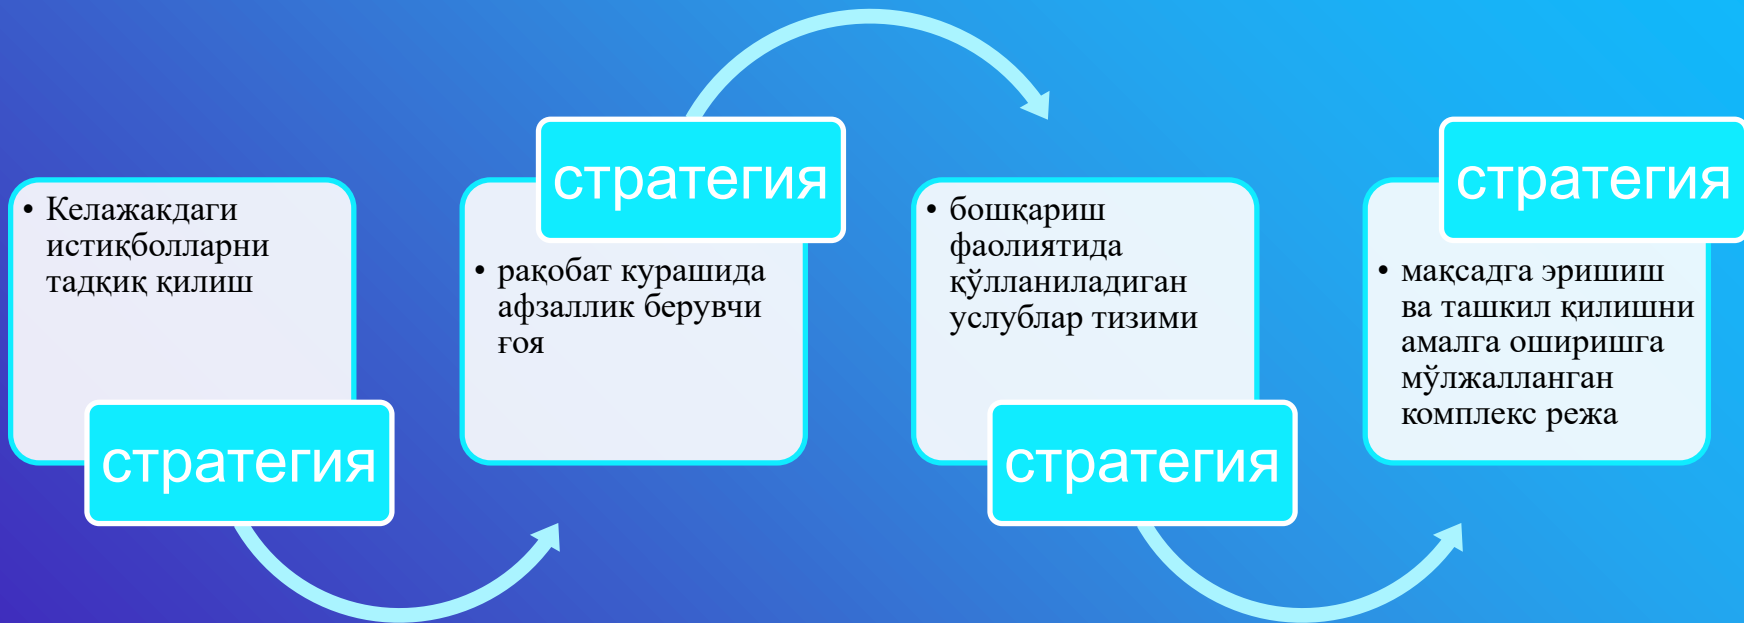 • Келажакдаги
истиқболларни
тадқиқ қилиш
стратегия
стратегия
• рақобат курашида
афзаллик берувчи
ғоя
• бошқариш
фаолиятида
қўлланиладиган
услублар тизими
стратегия
стратегия
• мақсадга эришиш
ва ташкил қилишни
амалга оширишга
мўлжалланган
комплекс режа